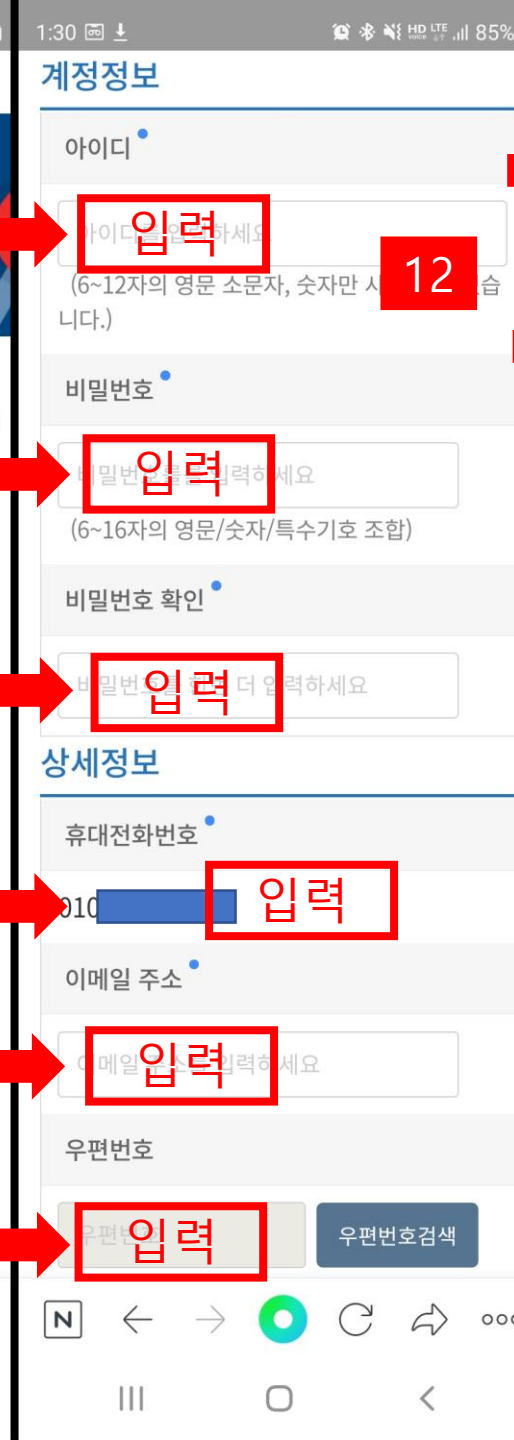 1:30 85%
계정정보
아이디
입력
12
(6~12자의 영문 소문자, 숫자만 습
니다.)
비밀번호
입력
(6~16자의 영문/숫자/특수기호 조합)
비밀번호 확인
입력
상세정보
휴대전화번호
010
입력
이메일 주소
입력
우편번호
입력
우편번호검색
N